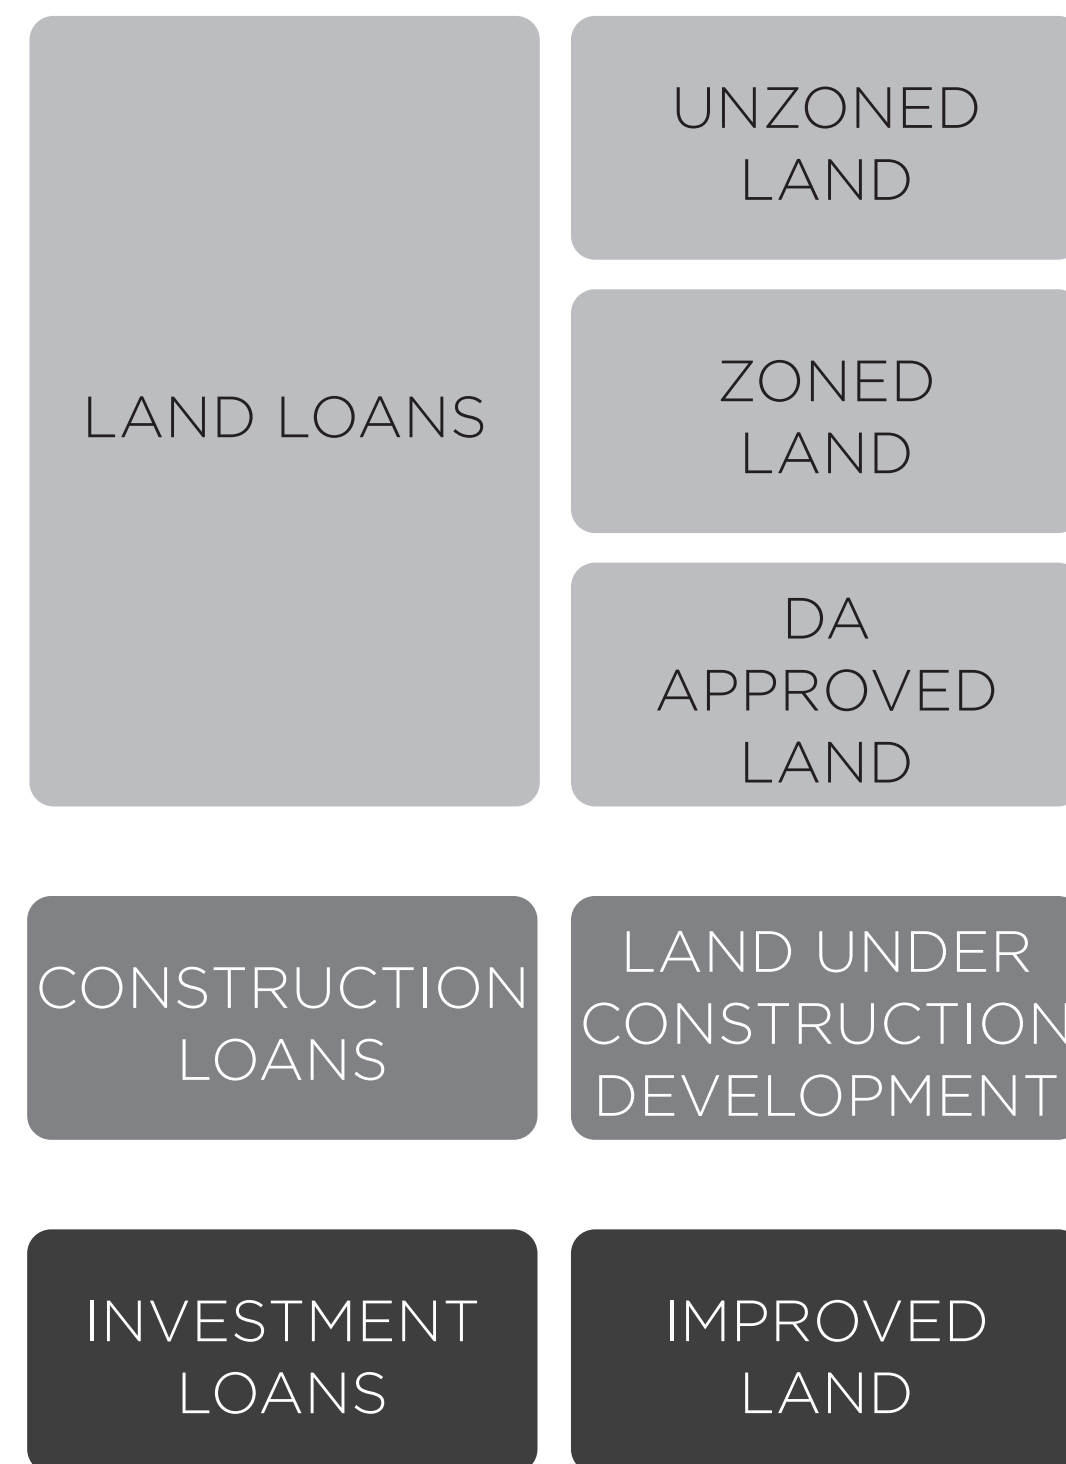 LAND LOANS
UNZONED
LAND
ZONED
LAND
DA
APPROVED
LAND
CONSTRUCTION
LOANS
LAND UNDER
CONSTRUCTION
DEVELOPMENT
INVESTMENT
LOANS
IMPROVED
LAND